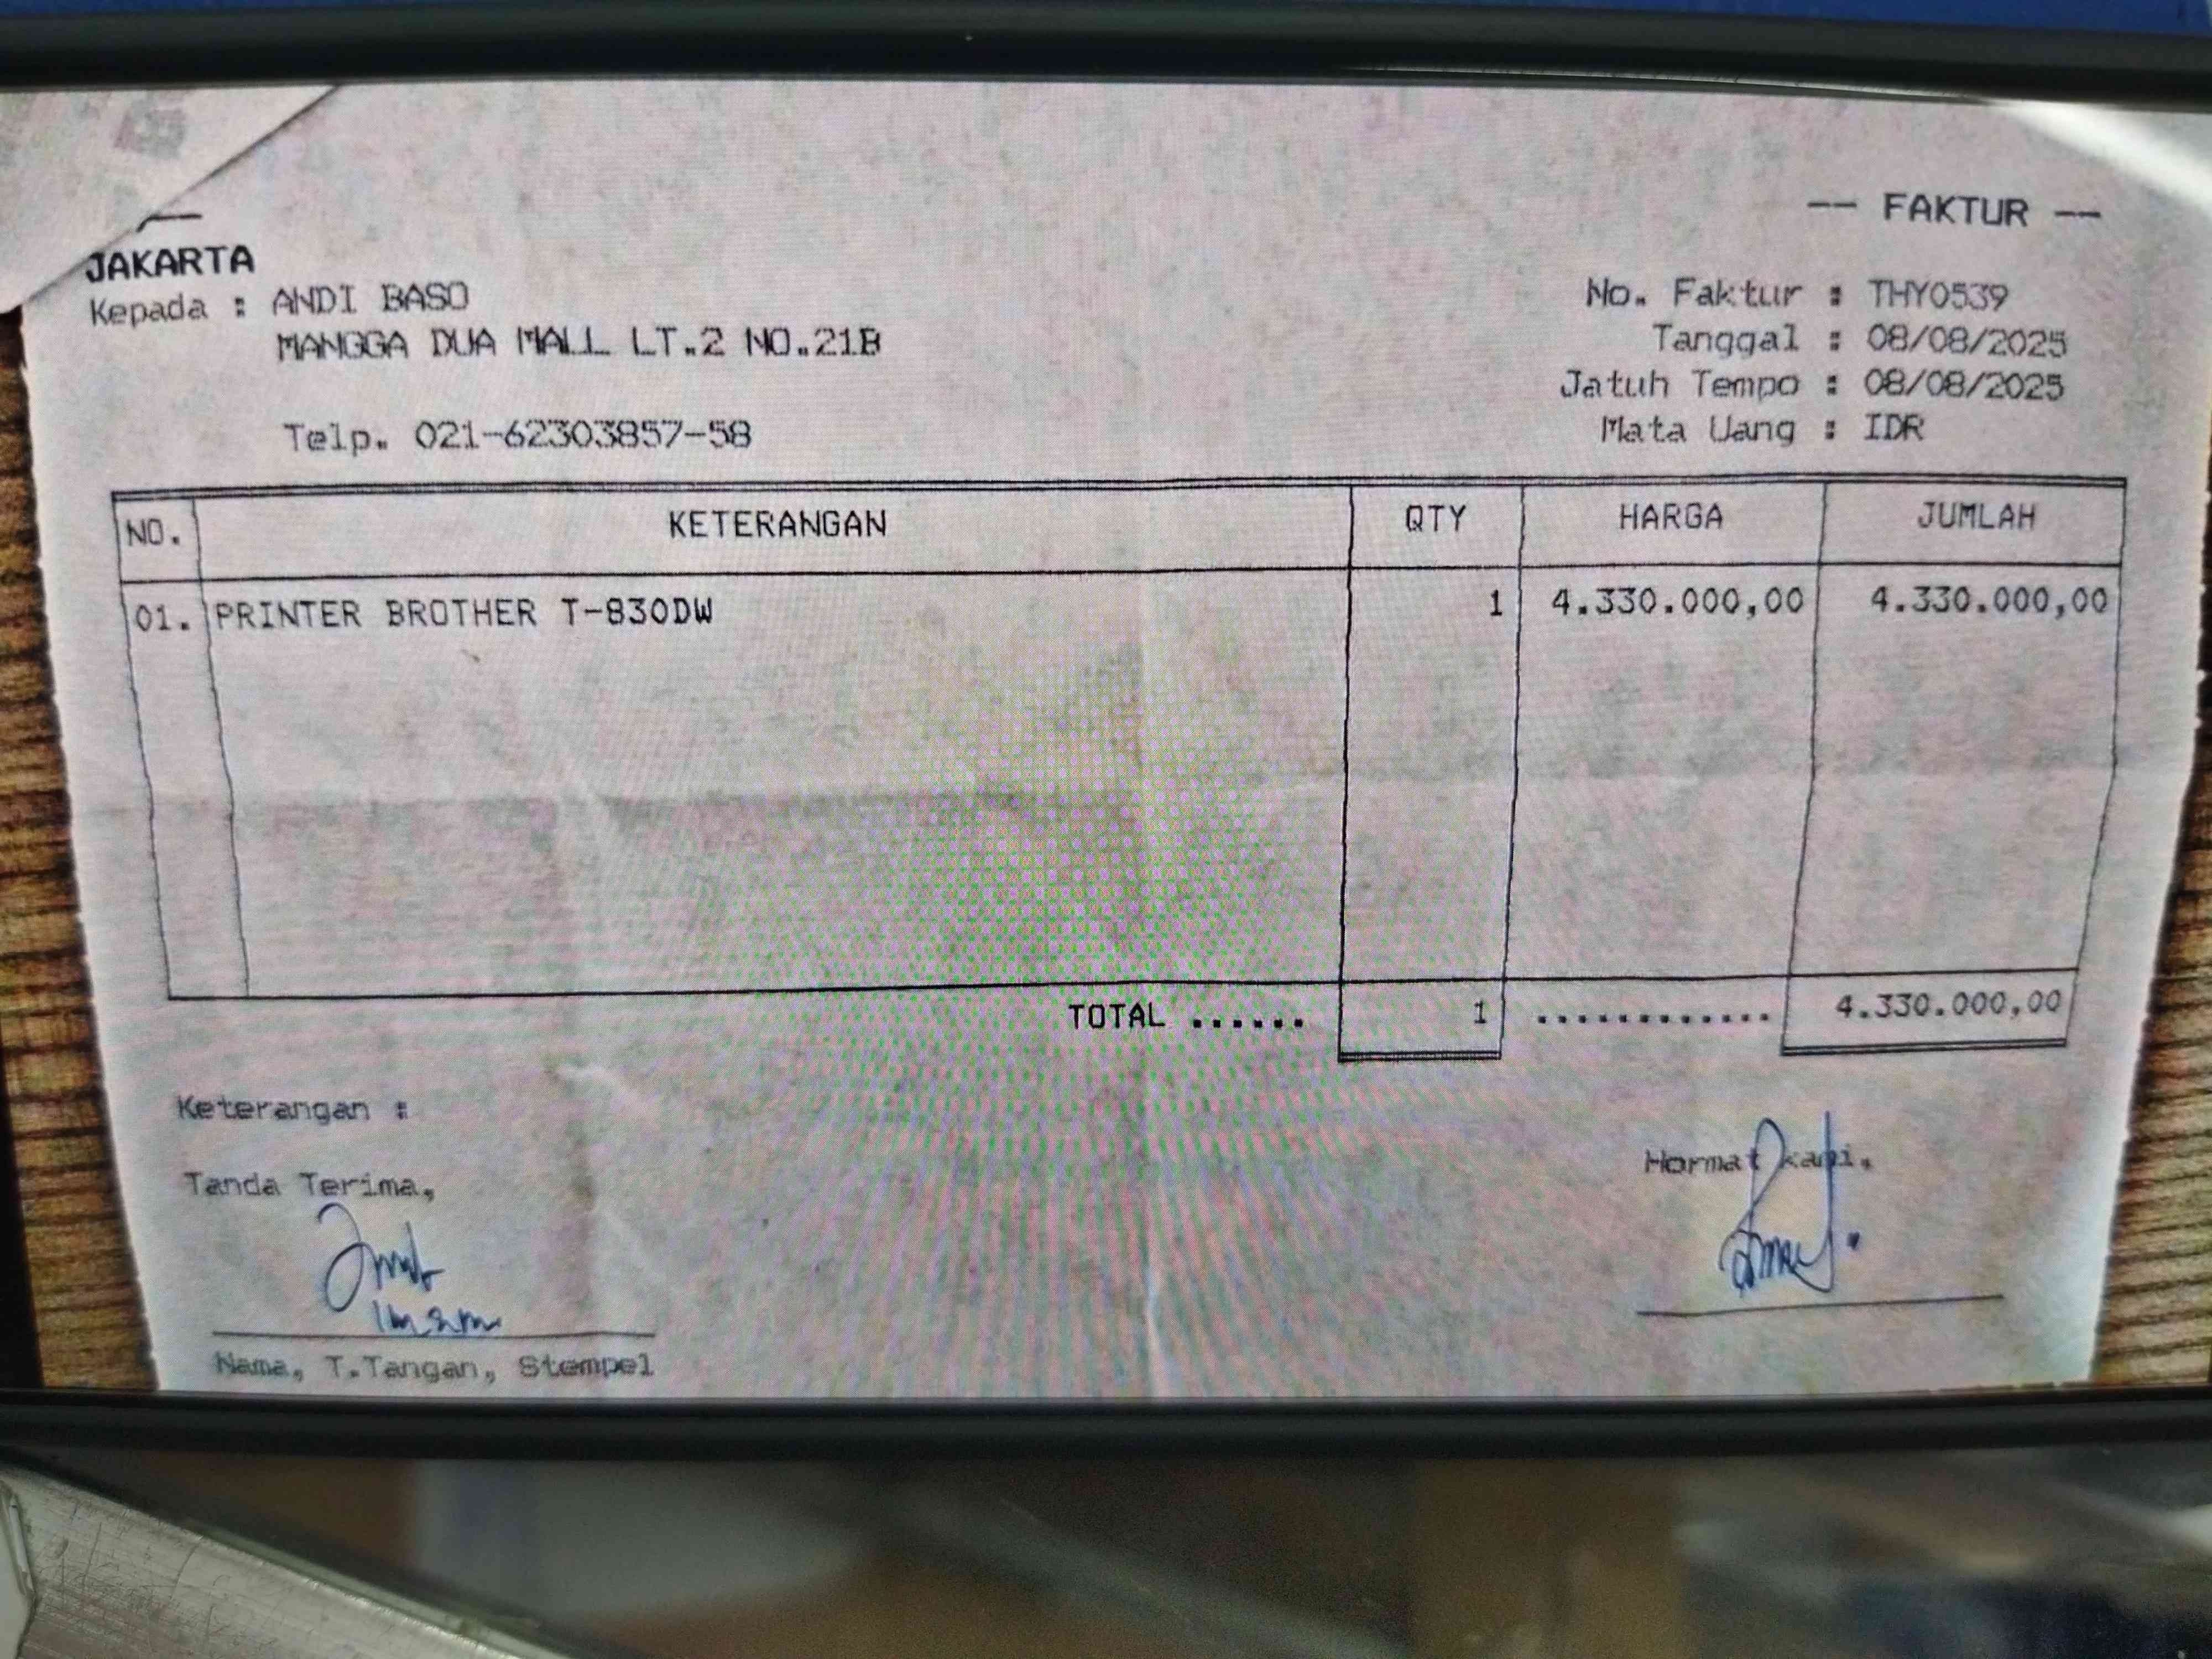 -- FAKTUR --
JAKARTA
Kepada : ANDI BASO
MANGGA DUA MALL LT.2 NO.21B
Telp. 021-62303857-58
No. Faktur : THY0539
Tanggal : 08/08/2025
Jatuh Tempo : 08/08/2025
Mata Uang : IDR
NO. KETERANGAN QTY HARGA JUMLAH
01. PRINTER BROTHER T-830DW 1 4.330.000,00 4.330.000,00
TOTAL ...... 1 ............ 4.330.000,00
Keterangan :
Tanda Terima,
Hormat kami,
Nama, T.Tangan, Stempel